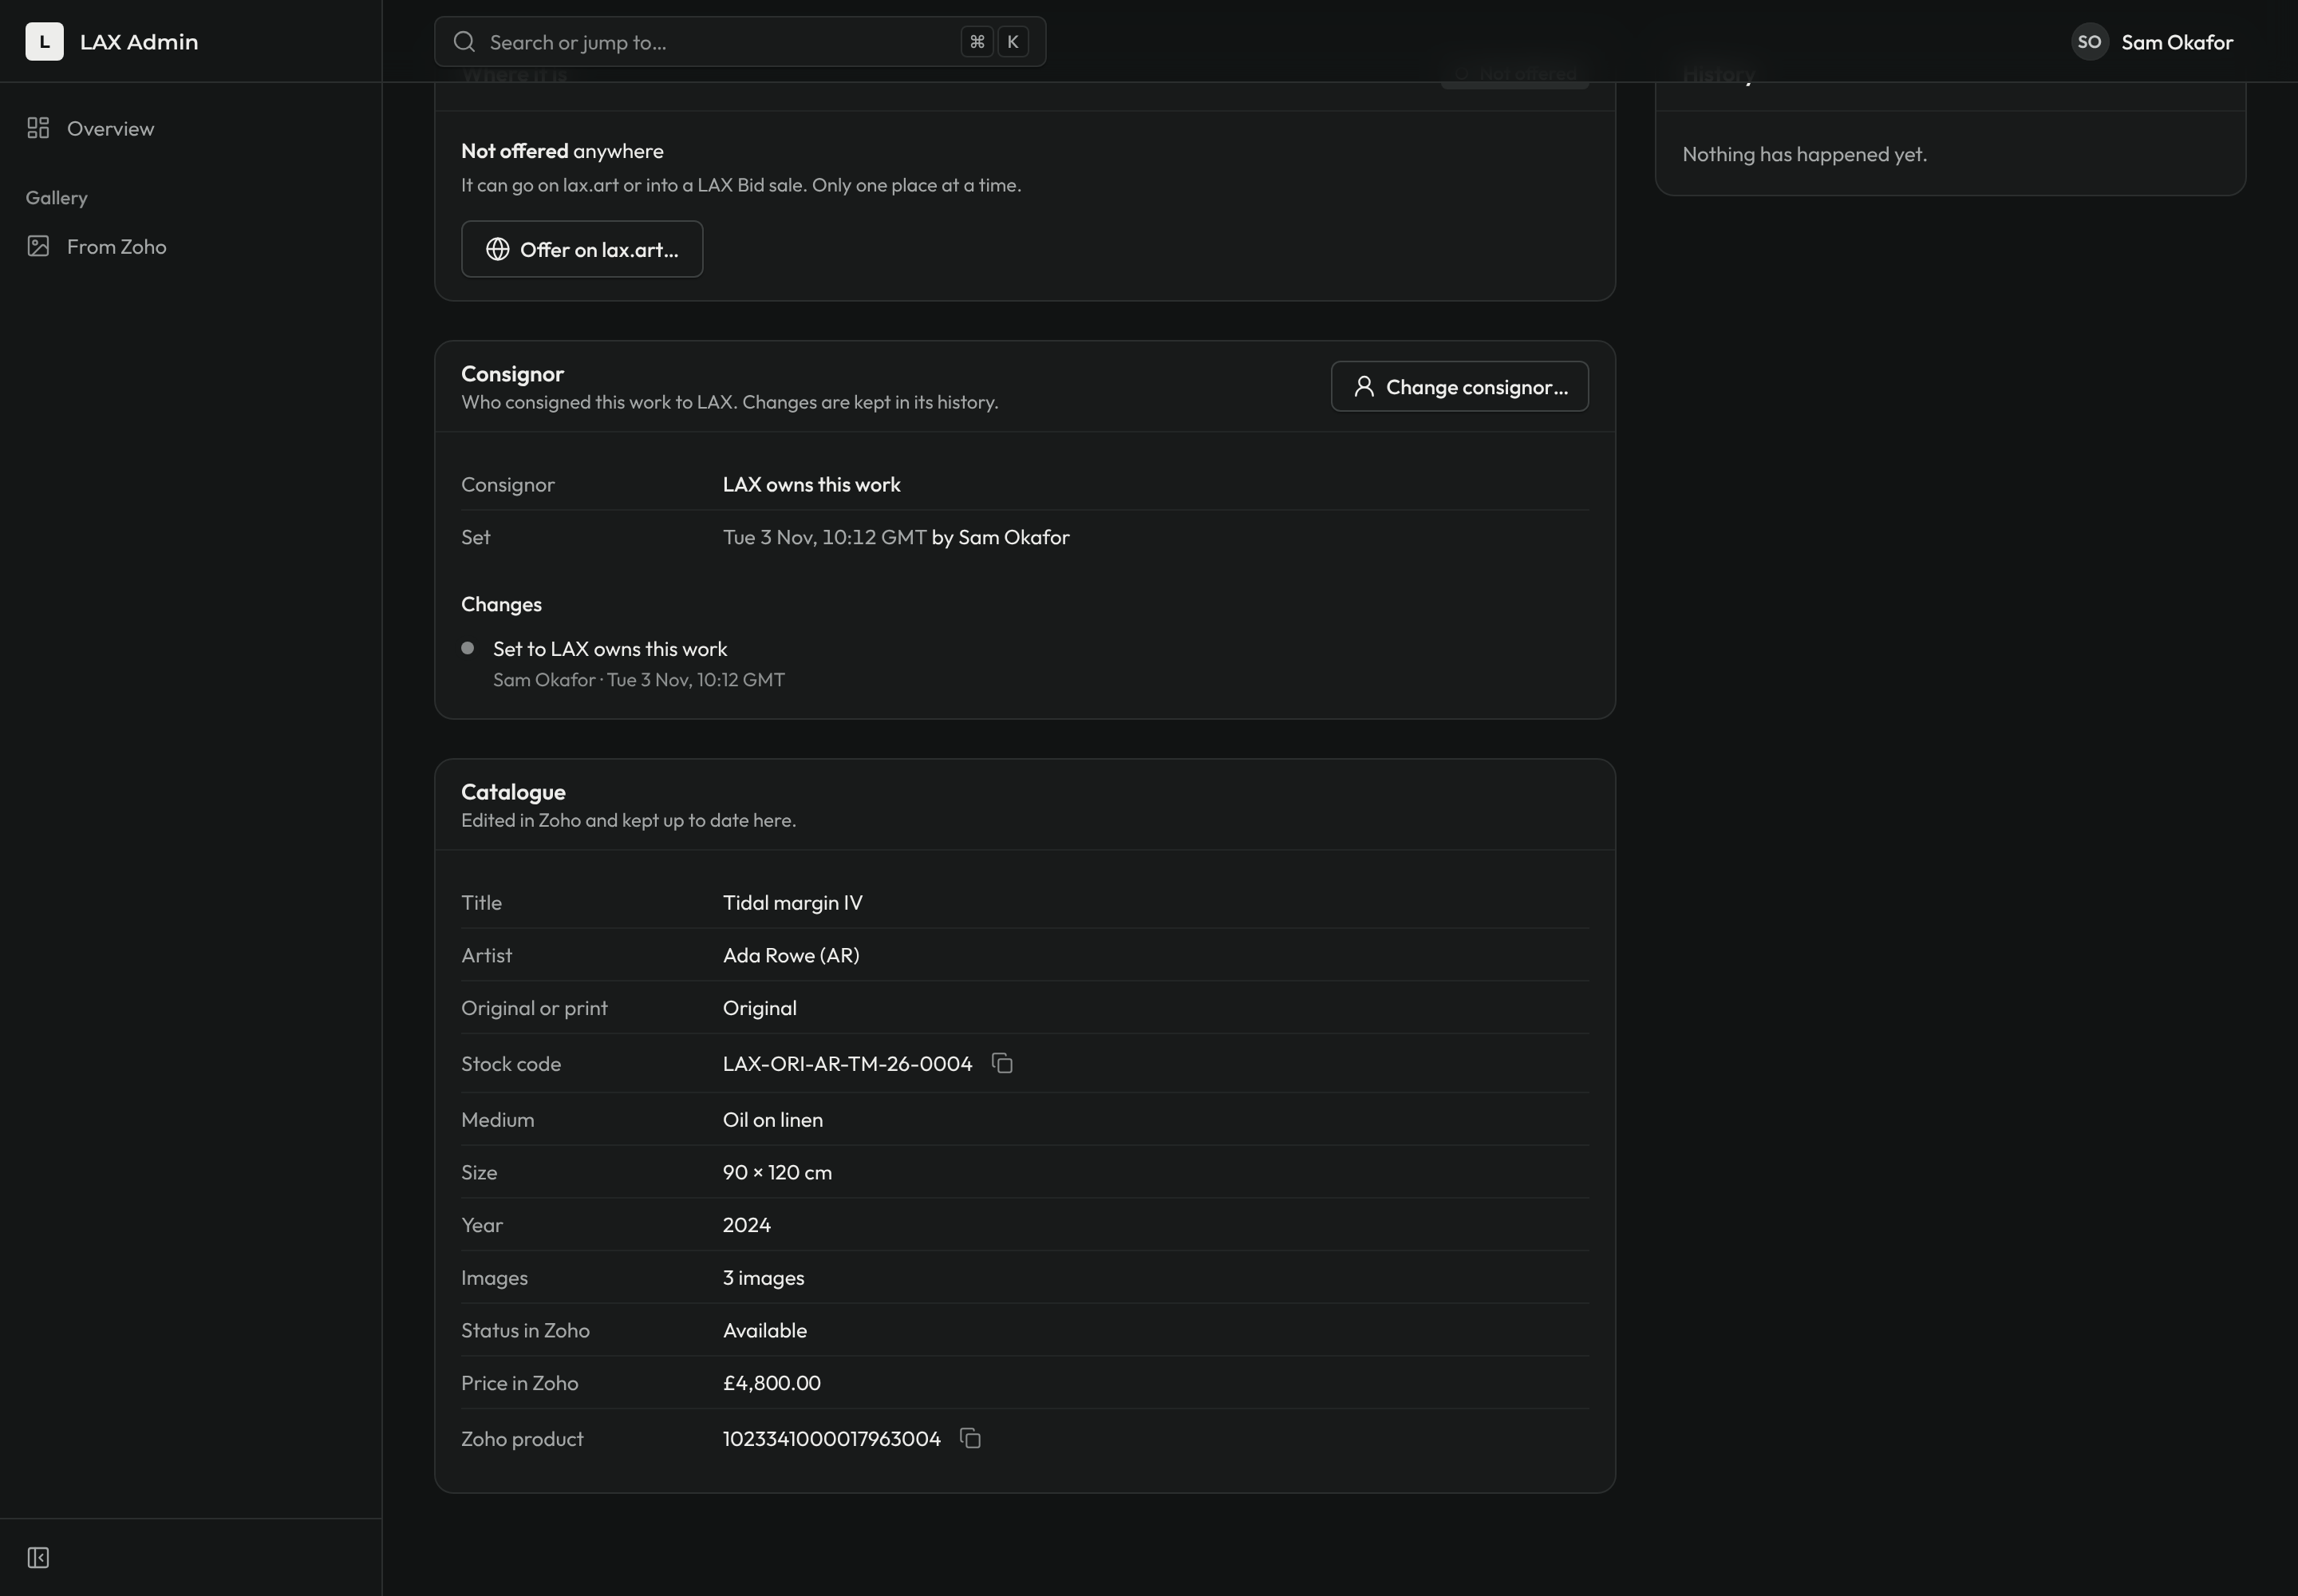 L LAX Admin
Search or jump to...
⌘ K
SO Sam Okafor
Overview
Gallery
From Zoho
Where it is
Not offered
History
Not offered anywhere
It can go on lax.art or into a LAX Bid sale. Only one place at a time.
Offer on lax.art...
Nothing has happened yet.
Consignor
Who consigned this work to LAX. Changes are kept in its history.
Change consignor...
Consignor LAX owns this work
Set Tue 3 Nov, 10:12 GMT by Sam Okafor
Changes
Set to LAX owns this work
Sam Okafor · Tue 3 Nov, 10:12 GMT
Catalogue
Edited in Zoho and kept up to date here.
Title Tidal margin IV
Artist Ada Rowe (AR)
Original or print Original
Stock code LAX-ORI-AR-TM-26-0004
Medium Oil on linen
Size 90 × 120 cm
Year 2024
Images 3 images
Status in Zoho Available
Price in Zoho £4,800.00
Zoho product 1023341000017963004